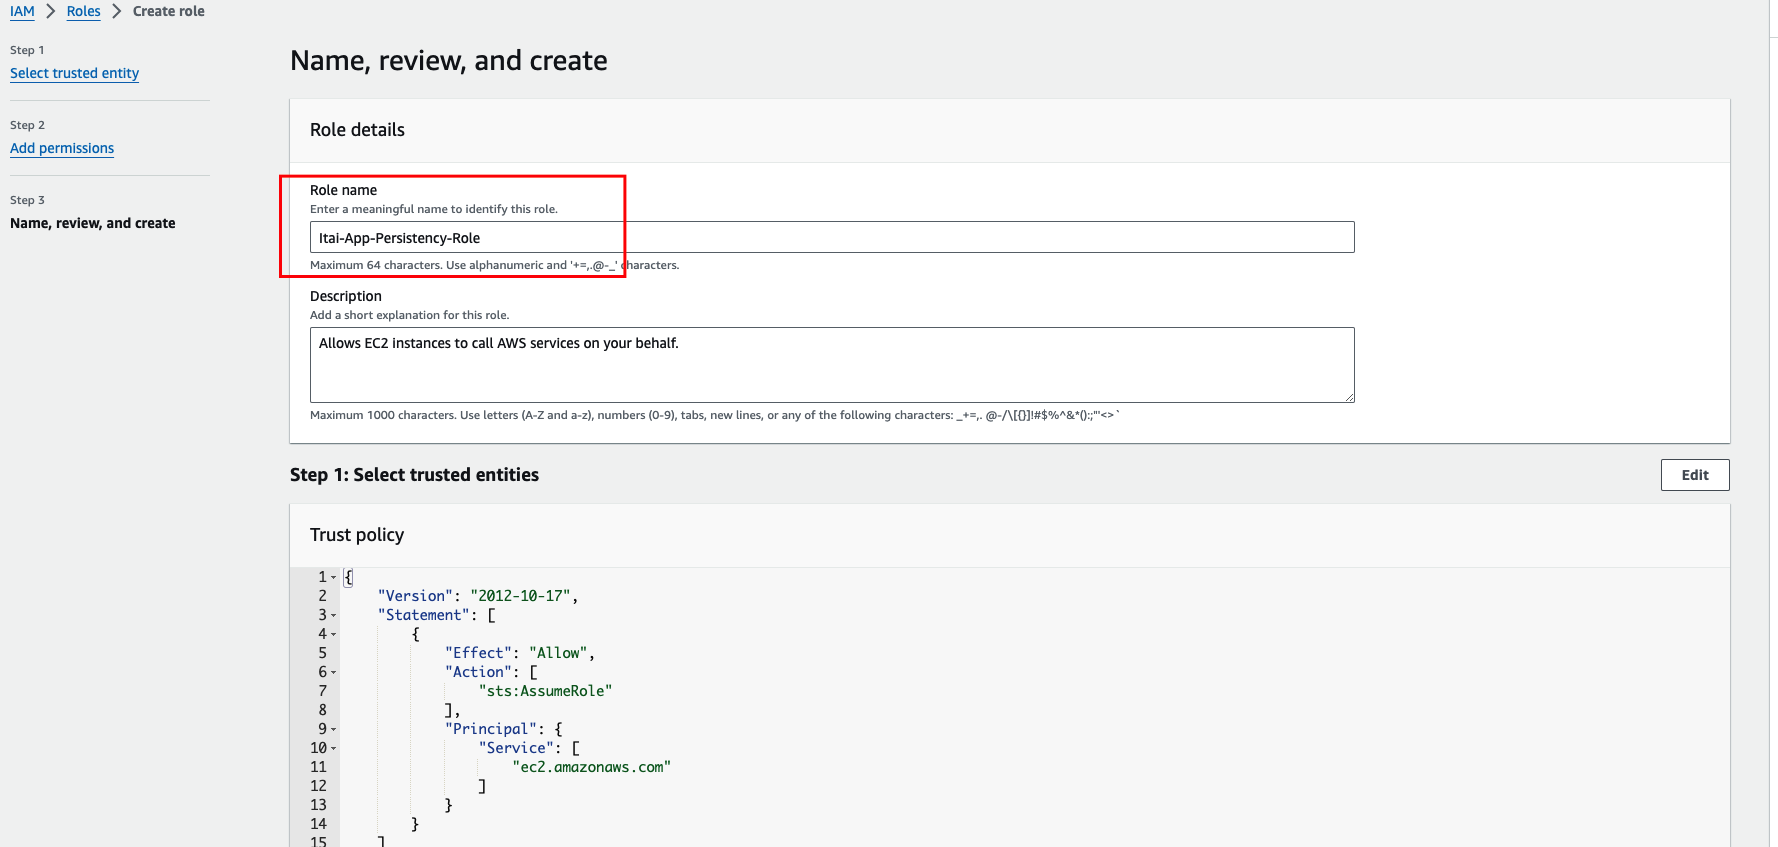 IAM > Roles > Create role
Step 1
Select trusted entity
Step 2
Add permissions
Step 3
Name, review, and create
Name, review, and create
Role details
Role name
Enter a meaningful name to identify this role.
Itai-App-Persistency-Role
Maximum 64 characters. Use alphanumeric and '+=,.@-_' characters.
Description
Add a short explanation for this role.
Allows EC2 instances to call AWS services on your behalf.
Maximum 1000 characters. Use letters (A-Z and a-z), numbers (0-9), tabs, new lines, or any of the following characters: _+=,. @-/\[{}]!#$%^&*();:"'<>`
Step 1: Select trusted entities
Edit
Trust policy
1 {
2 "Version": "2012-10-17",
3 "Statement": [
4 {
5 "Effect": "Allow",
6 "Action": [
7 "sts:AssumeRole"
8 ],
9 "Principal": {
10 "Service": [
11 "ec2.amazonaws.com"
12 ]
13 }
14 }
15 ]